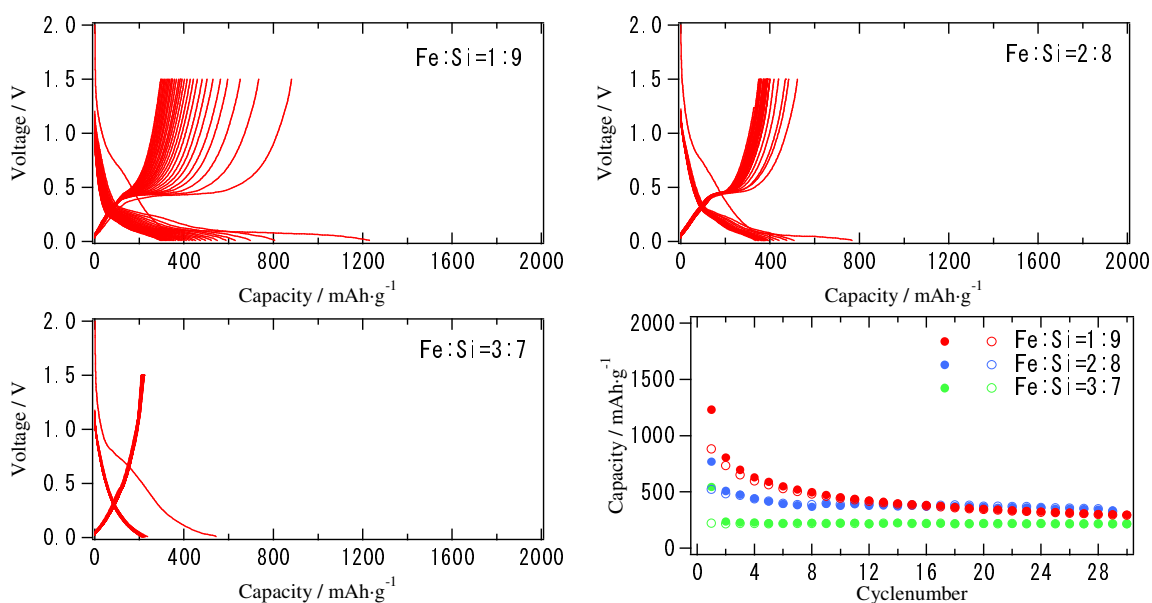 2.0
Fe:Si=1:9
1.5
Voltage / V
1.0
0.5
0.0
0 400 800 1200 1600 2000
Capacity / mAh·g-1
2.0
Fe:Si=2:8
1.5
Voltage / V
1.0
0.5
0.0
0 400 800 1200 1600 2000
Capacity / mAh·g-1
2.0
Fe:Si=3:7
1.5
Voltage / V
1.0
0.5
0.0
0 400 800 1200 1600 2000
Capacity / mAh·g-1
2000
Fe:Si=1:9
Fe:Si=2:8
Fe:Si=3:7
Capacity / mAh·g-1
1000
500
0
0 4 8 12 16 20 24 28
Cyclenumber